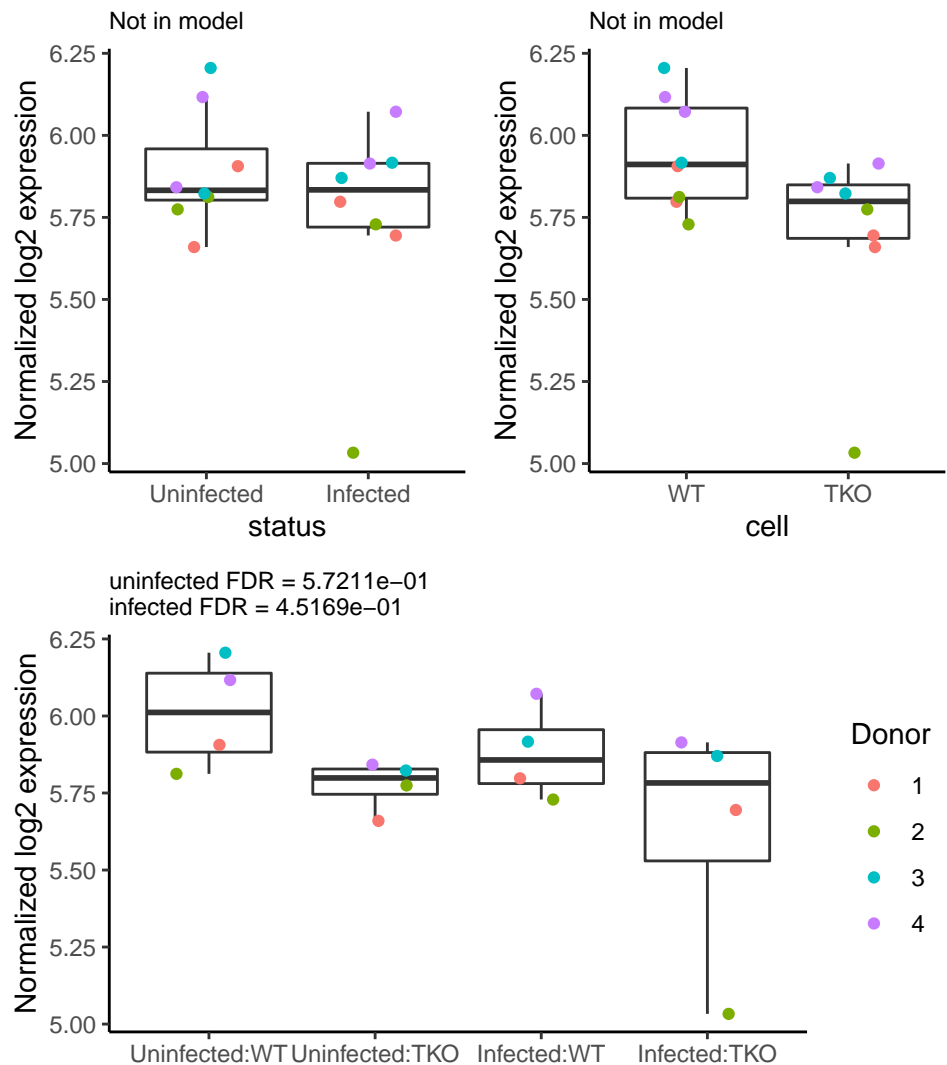 Not in model
Normalized log2 expression
6.25
6.00
5.75
5.50
5.25
5.00
Uninfected Infected
status
Not in model
Normalized log2 expression
6.25
6.00
5.75
5.50
5.25
5.00
WT TKO
cell
uninfected FDR = 5.7211e−01
infected FDR = 4.5169e−01
Normalized log2 expression
6.25
6.00
5.75
5.50
5.25
5.00
Uninfected:WT Uninfected:TKO Infected:WT Infected:TKO
Donor
1
2
3
4